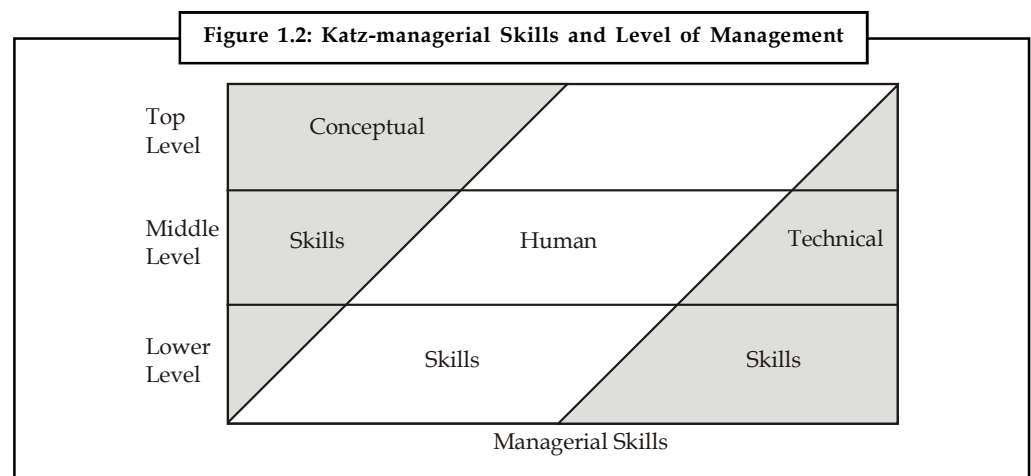 Figure 1.2: Katz-managerial Skills and Level of Management
Top
Level
Conceptual
Middle
Level
Skills
Human
Technical
Lower
Level
Skills
Skills
Managerial Skills